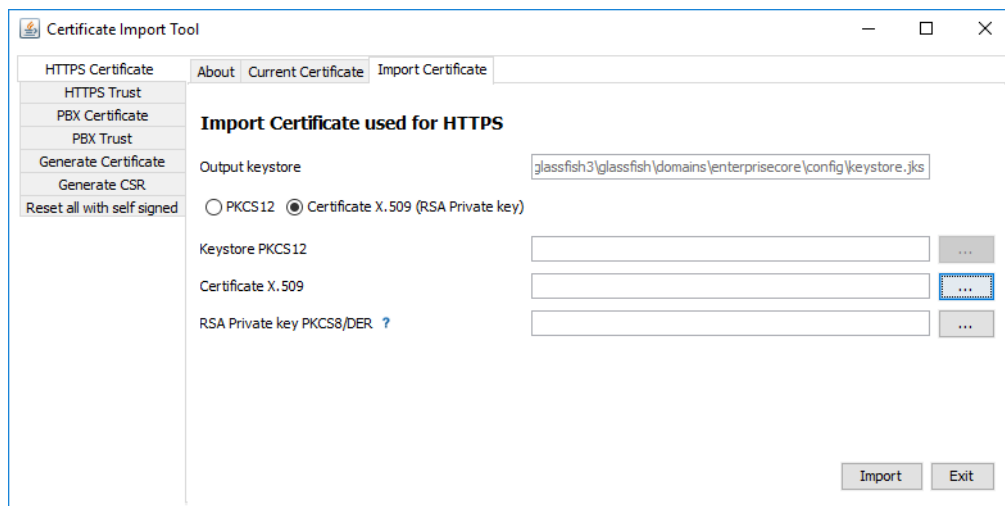 Certificate Import Tool
HTTPS Certificate
HTTPS Trust
PBX Certificate
PBX Trust
Generate Certificate
Generate CSR
Reset all with self signed
About Current Certificate Import Certificate
Import Certificate used for HTTPS
Output keystore glassfish3\glassfish\domains\enterprisecore\config\keystore.jks
PKCS12 Certificate X.509 (RSA Private key)
Keystore PKCS12 ...
Certificate X.509 ...
RSA Private key PKCS8/DER ? ...
Import Exit